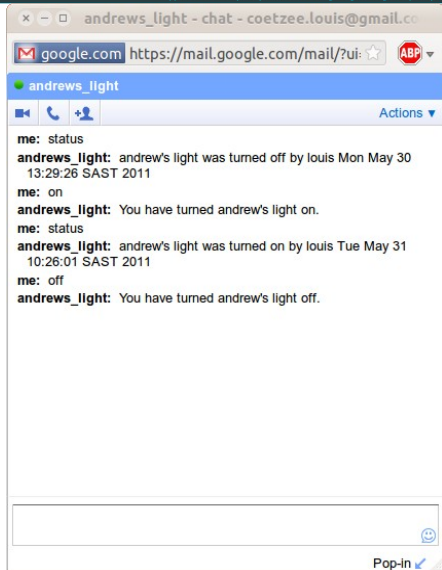 andrews_light - chat - coetzee.louis@gmail.co
google.com https://mail.google.com/mail/?ui= ABP
andrews_light
Actions
me: status
andrews_light: andrew's light was turned off by louis Mon May 30
13:29:26 SAST 2011
me: on
andrews_light: You have turned andrew's light on.
me: status
andrews_light: andrew's light was turned on by louis Tue May 31
10:26:01 SAST 2011
me: off
andrews_light: You have turned andrew's light off.
Pop-in